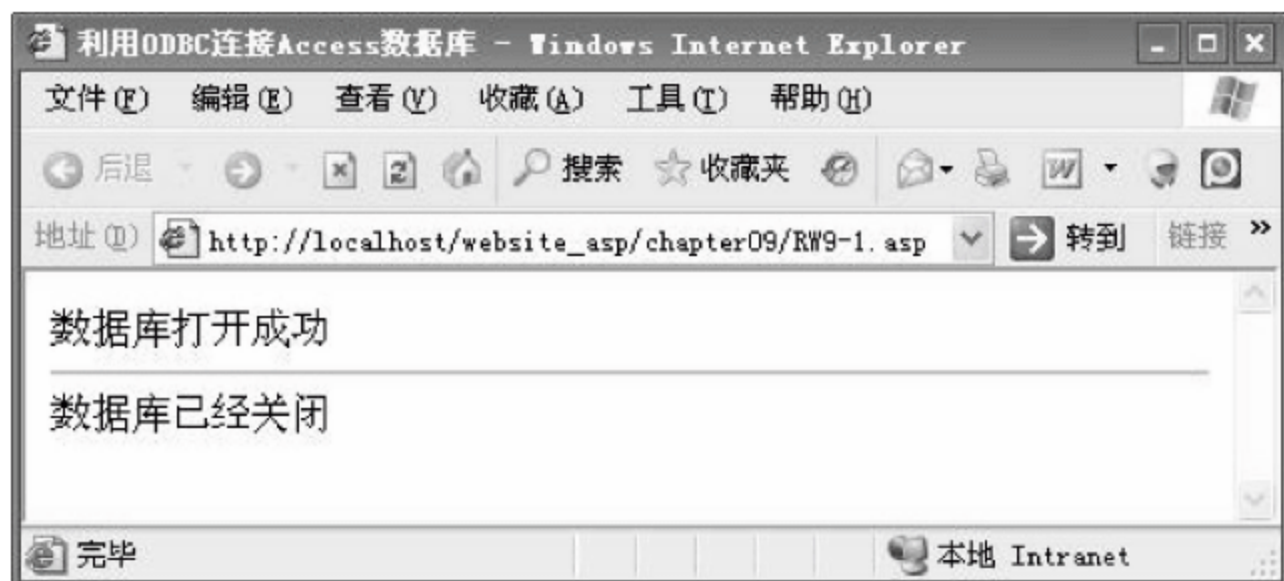 利用ODBC连接Access数据库 - Windows Internet Explorer
文件(F) 编辑(E) 查看(V) 收藏(A) 工具(T) 帮助(H)
后退 搜索 收藏夹 W
地址(D) http://localhost/website_asp/chapter09/RW9-1.asp 转到 链接 »
数据库打开成功
数据库已经关闭
完毕 本地 Intranet